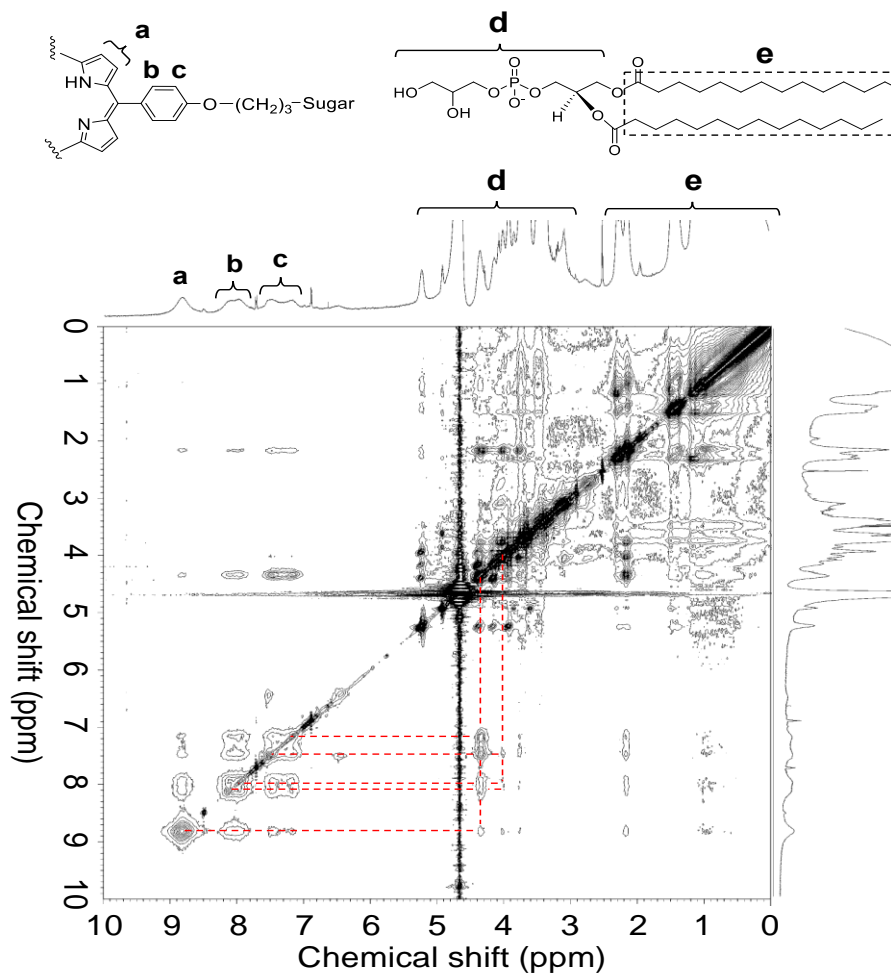 a
b c
HN
N
O—(CH₂)₃–Sugar
d
e
O
O
HO
O
P
O
O
OH
O⁻
H
O
O
d
e
a
b
c
0
1
2
3
4
5
6
7
8
9
10
Chemical shift (ppm)
10 9 8 7 6 5 4 3 2 1 0
Chemical shift (ppm)